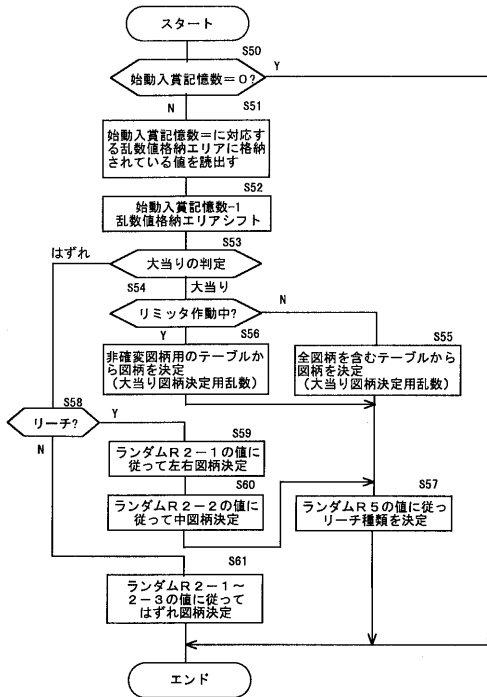 スタート
S50
始動入賞記憶数=0?
Y
N
S51
始動入賞記憶数=に対応す
る乱数値格納エリアに格納
されている値を読出す
S52
始動入賞記憶数-1
乱数値格納エリアシフト
S53
はずれ
大当りの判定
S54
大当り
リミッタ作動中?
N
Y
S56
非確変図柄用のテーブルから
図柄を決定
(大当り図柄決定用乱数)
S55
全図柄を含むテーブルから
図柄を決定
(大当り図柄決定用乱数)
S58
リーチ?
Y
N
S59
ランダムR2-1の値に
従って左右図柄決定
S60
ランダムR2-2の値に
従って中図柄決定
S57
ランダムR5の値に従っ
リーチ種類を決定
S61
ランダムR2-1~
2-3の値に従って
はずれ図柄決定
エンド